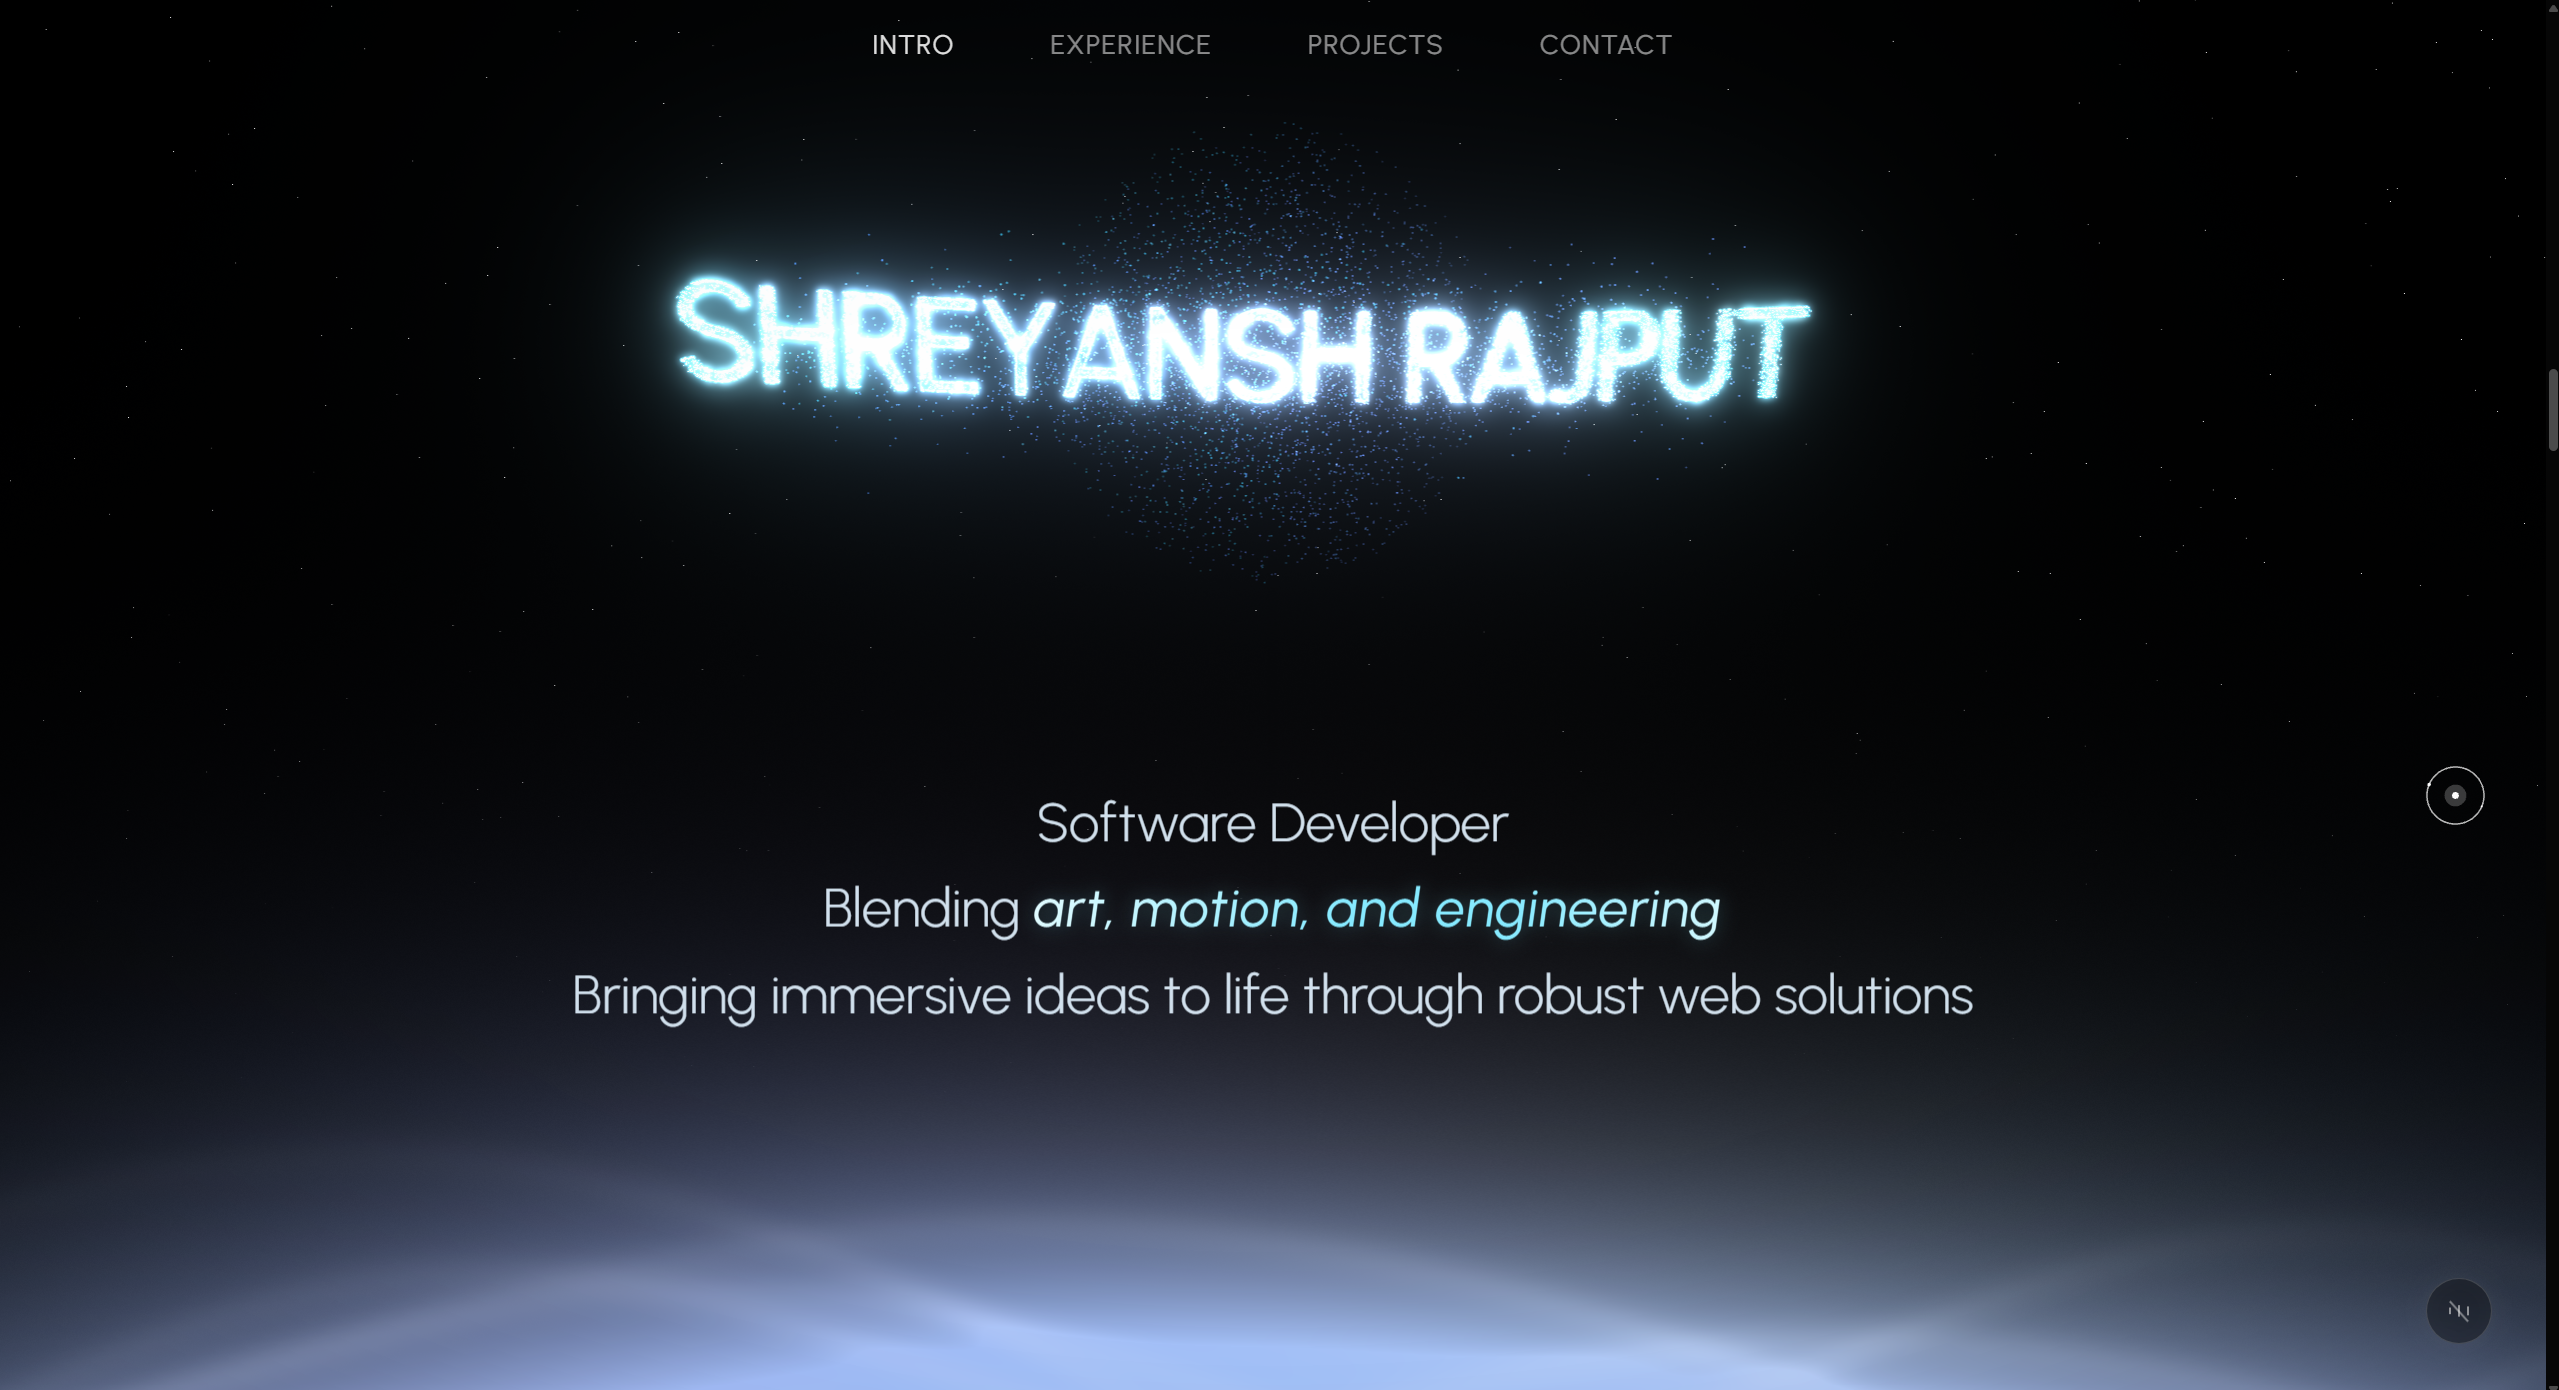 INTRO EXPERIENCE PROJECTS CONTACT
SHREYANSH RAJPUT
Software Developer
Blending art, motion, and engineering
Bringing immersive ideas to life through robust web solutions